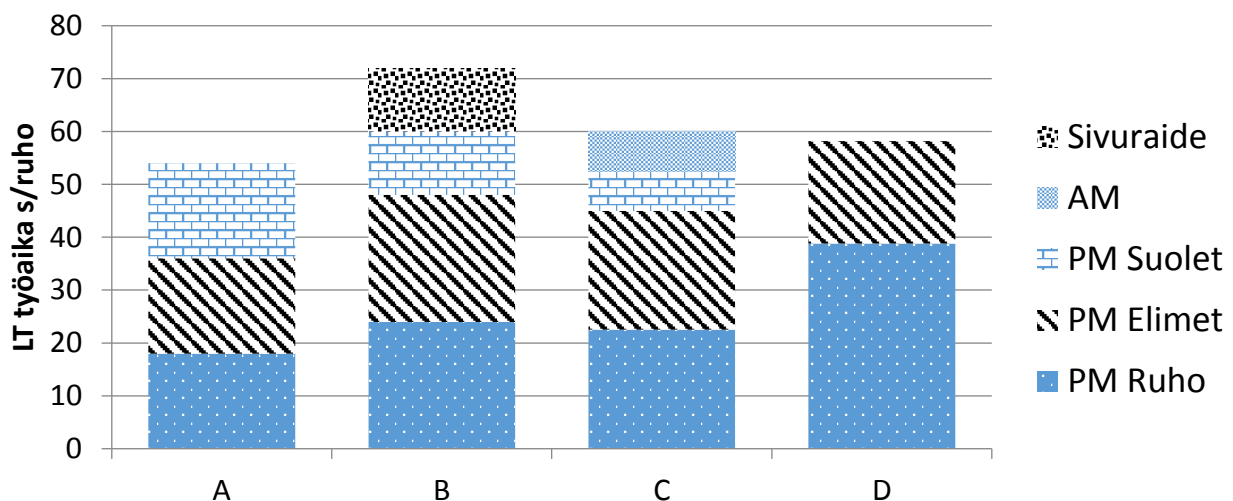 80
70
60
50
40
30
20
10
0
LT työaika s/ruho
A
B
C
D
Sivuraide
AM
PM Suolet
PM Elimet
PM Ruho